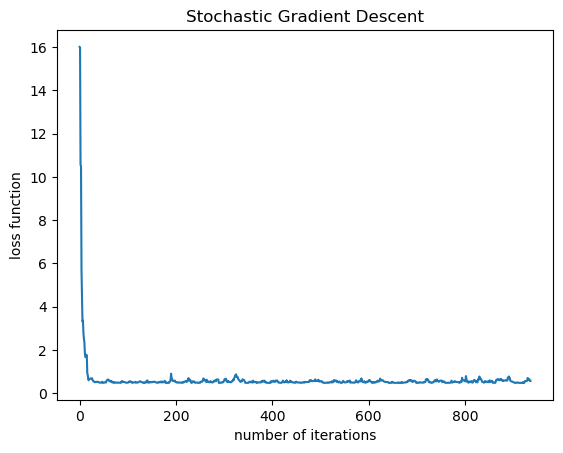 Stochastic Gradient Descent
16
14
12
10
8
6
4
2
0
loss function
0 200 400 600 800
number of iterations